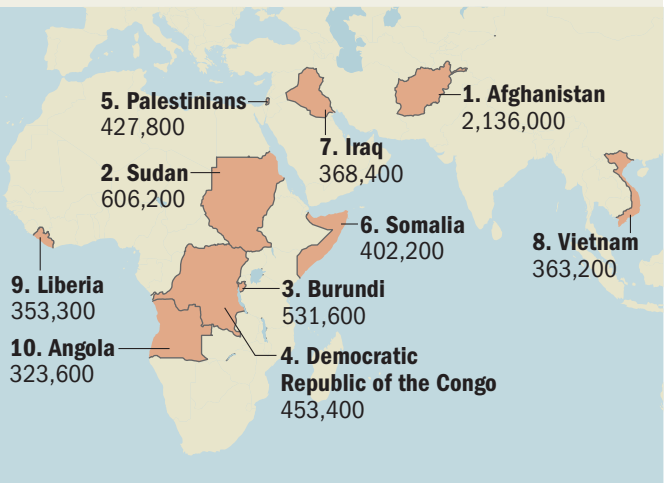 1. Afghanistan
2,136,000
2. Sudan
606,200
3. Burundi
531,600
4. Democratic
Republic of the Congo
453,400
5. Palestinians
427,800
6. Somalia
402,200
7. Iraq
368,400
8. Vietnam
363,200
9. Liberia
353,300
10. Angola
323,600